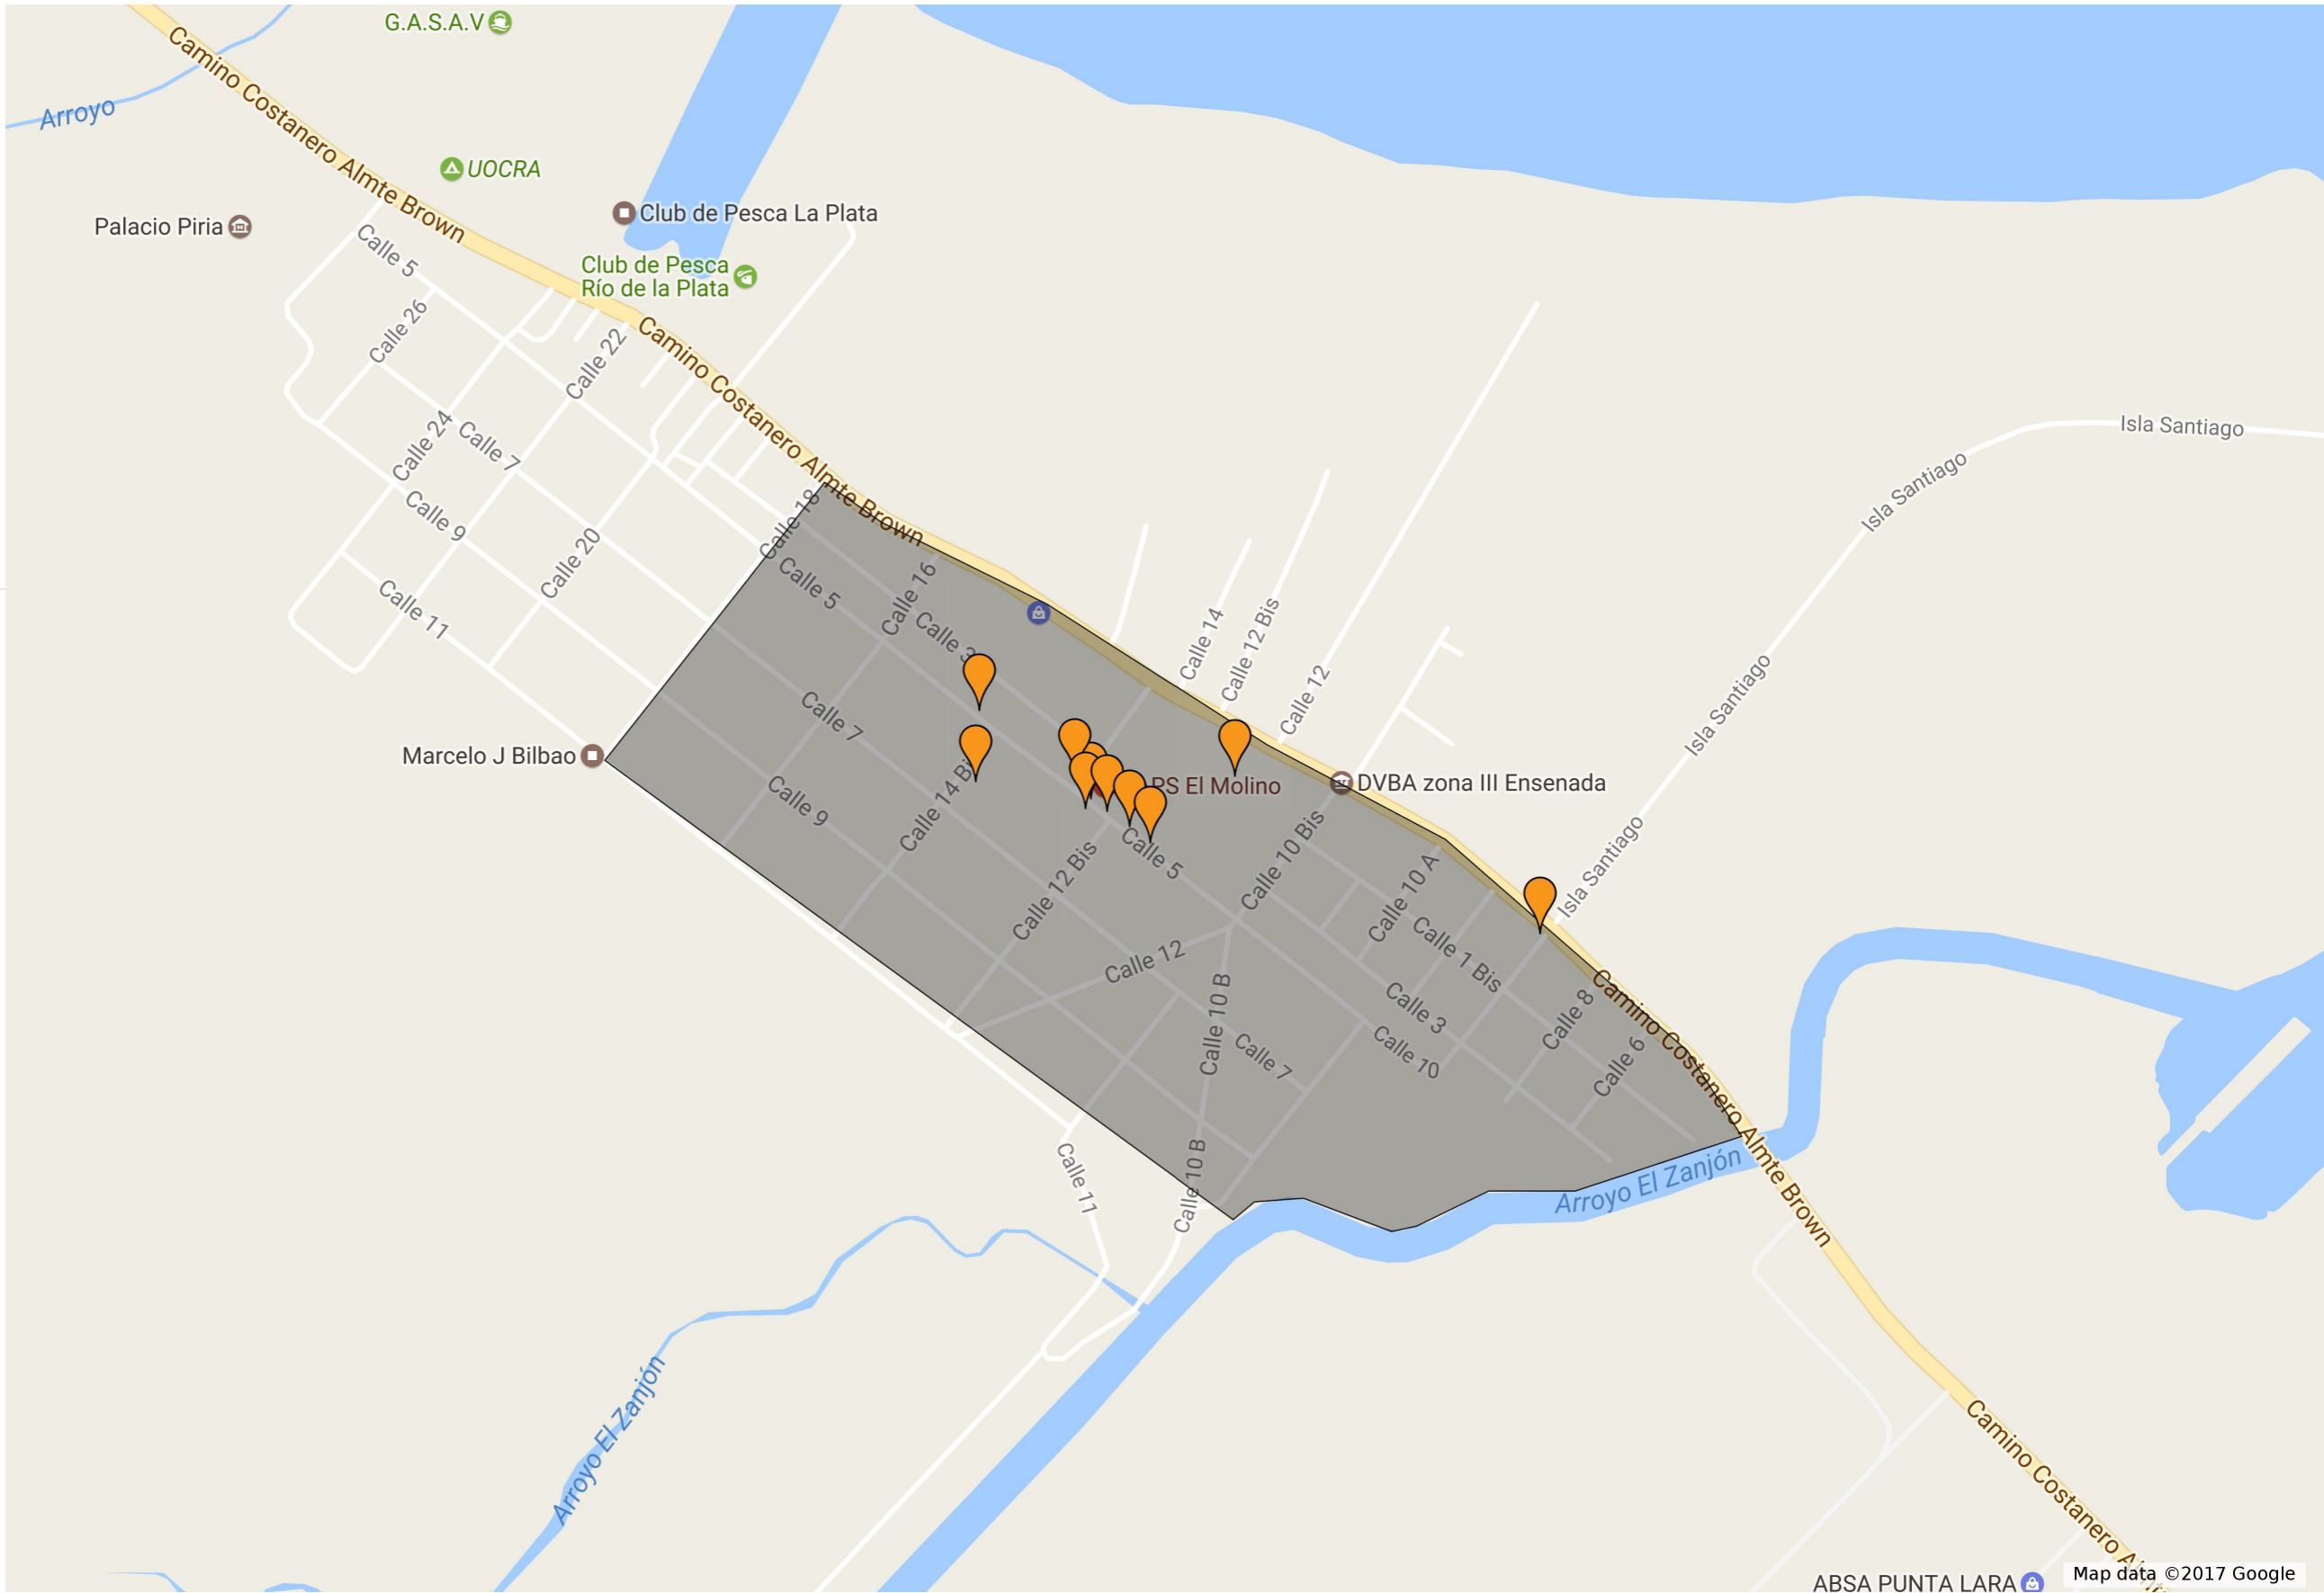 G.A.S.A.V
Camino Costanero Almte Brown
Arroyo
UOCRA
Palacio Piria
Club de Pesca La Plata
Calle 5
Club de Pesca
Río de la Plata
Calle 26
Calle 22
Camino Costanero Almte Brown
Calle 24
Calle 7
Isla Santiago
Isla Santiago
Calle 9
Calle 18
Calle 20
Calle 5
Calle 16
Calle 11
Calle 3
Calle 14
Calle 12 Bis
Calle 12
Isla Santiago
Calle 7
Marcelo J Bilbao
Calle 14 Bis
PS El Molino
DVBA zona III Ensenada
Calle 9
Calle 5
Calle 12 Bis
Calle 10 Bis
Calle 10 A
Isla Santiago
Calle 12
Calle 1 Bis
Calle 10 B
Calle 3
Calle 8
Camino Costanero Almte Brown
Calle 7
Calle 10
Calle 6
Calle 11
Calle 10 B
Arroyo El Zanjón
Arroyo El Zanjón
Camino Costanero
ABSA PUNTA LARA
Map data ©2017 Google